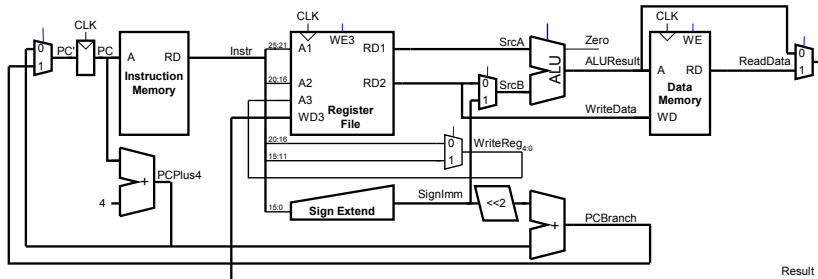 CLK
CLK
CLK
0
1
PC'
PC
A
RD
Instruction
Memory
Instr
25:21
20:16
A1
A2
A3
WD3
WE3
RD1
RD2
Register
File
SrcA
0
1
SrcB
ALU
Zero
ALUResult
WriteData
A
RD
WE
Data
Memory
WD
ReadData
0
1
20:16
15:11
0
1
WriteReg4:0
+
PCPlus4
4
15:0
Sign Extend
SignImm
<<2
+
PCBranch
Result